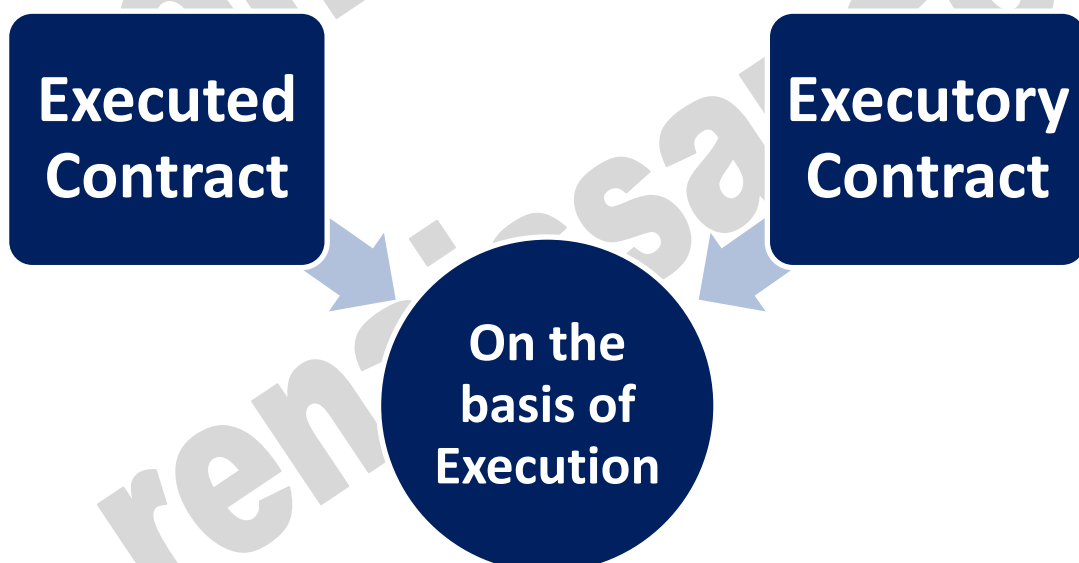 Executed
Contract
Executory
Contract
On the
basis of
Execution